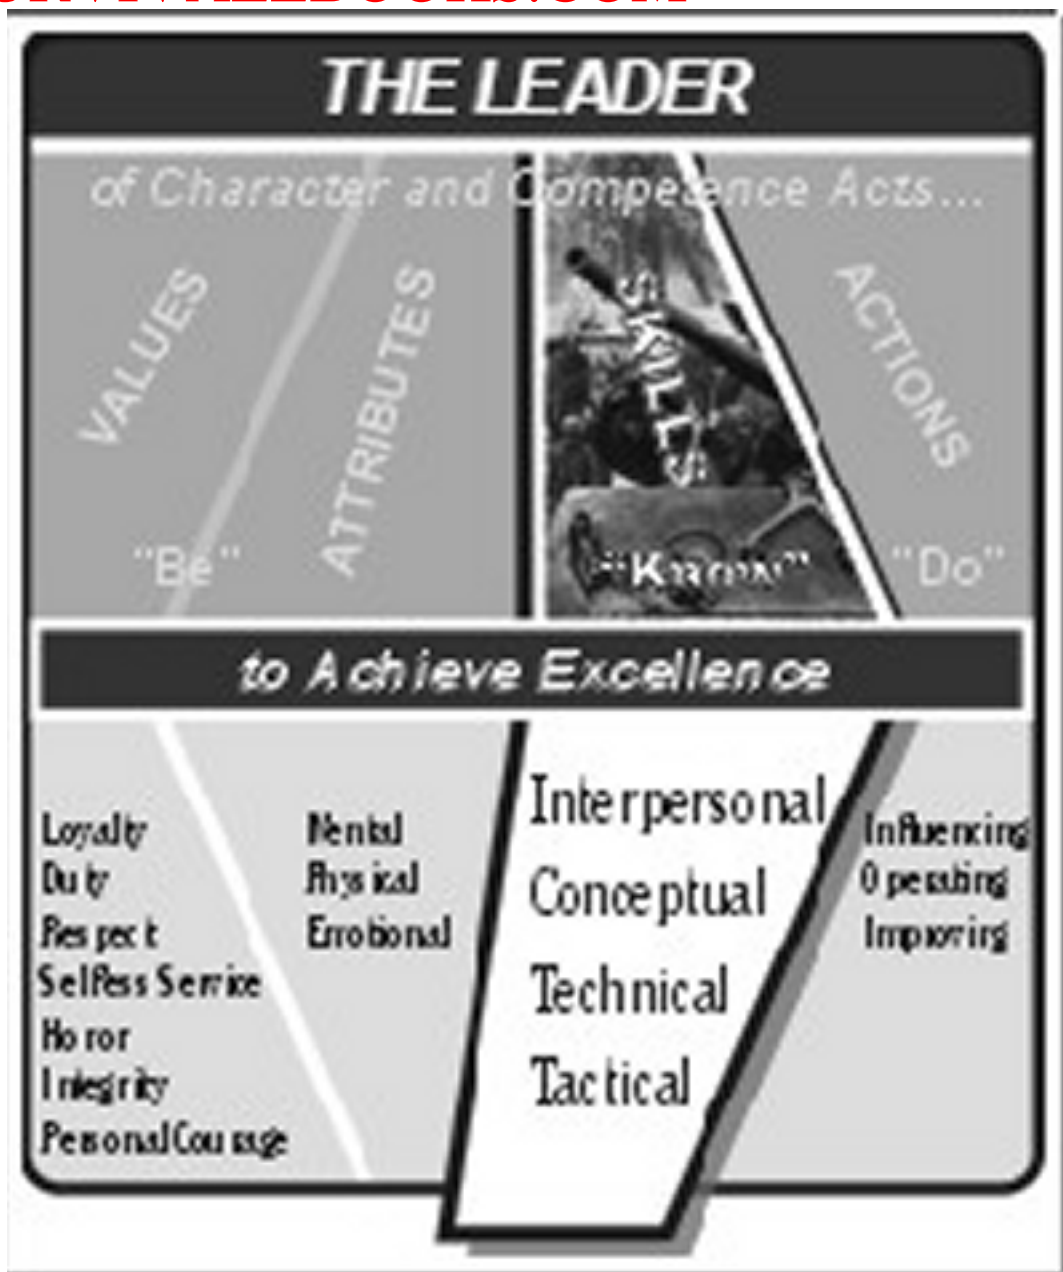 THE LEADER
of Character and Competence Acts...
VALUES
ATTRIBUTES
SKILLS
ACTIONS
"Be"
"Know"
"Do"
to Achieve Excellence
Loyalty
Duty
Respect
Selfless Service
Honor
Integrity
Personal Courage
Mental
Physical
Emotional
Interpersonal
Conceptual
Technical
Tactical
Influencing
Operating
Improving